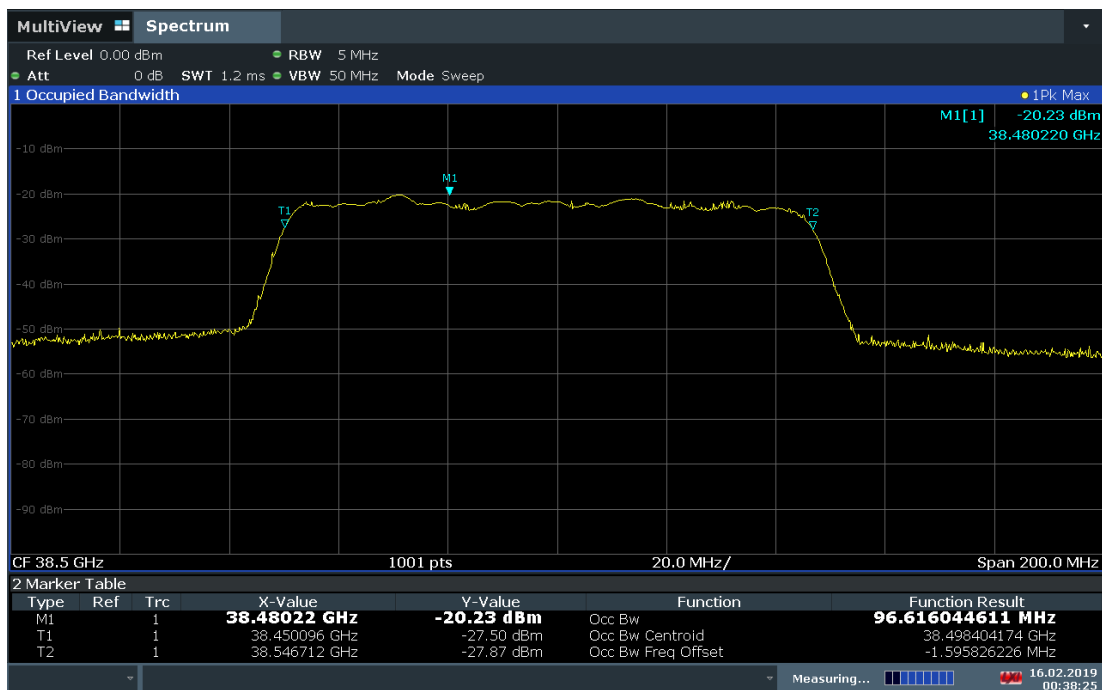 MultiView Spectrum
Ref Level 0.00 dBm RBW 5 MHz
Att 0 dB SWT 1.2 ms VBW 50 MHz Mode Sweep
1 Occupied Bandwidth 1Pk Max
M1[1] -20.23 dBm
38.480220 GHz
-10 dBm
M1
-20 dBm
T1 T2
-30 dBm
-40 dBm
-50 dBm
-60 dBm
-70 dBm
-80 dBm
-90 dBm
CF 38.5 GHz 1001 pts 20.0 MHz/ Span 200.0 MHz
2 Marker Table
Type Ref Trc X-Value Y-Value Function Function Result
M1 1 38.48022 GHz -20.23 dBm Occ Bw 96.616044611 MHz
T1 1 38.450096 GHz -27.50 dBm Occ Bw Centroid 38.498404174 GHz
T2 1 38.546712 GHz -27.87 dBm Occ Bw Freq Offset -1.595826226 MHz
Measuring... 16.02.2019
00:38:25